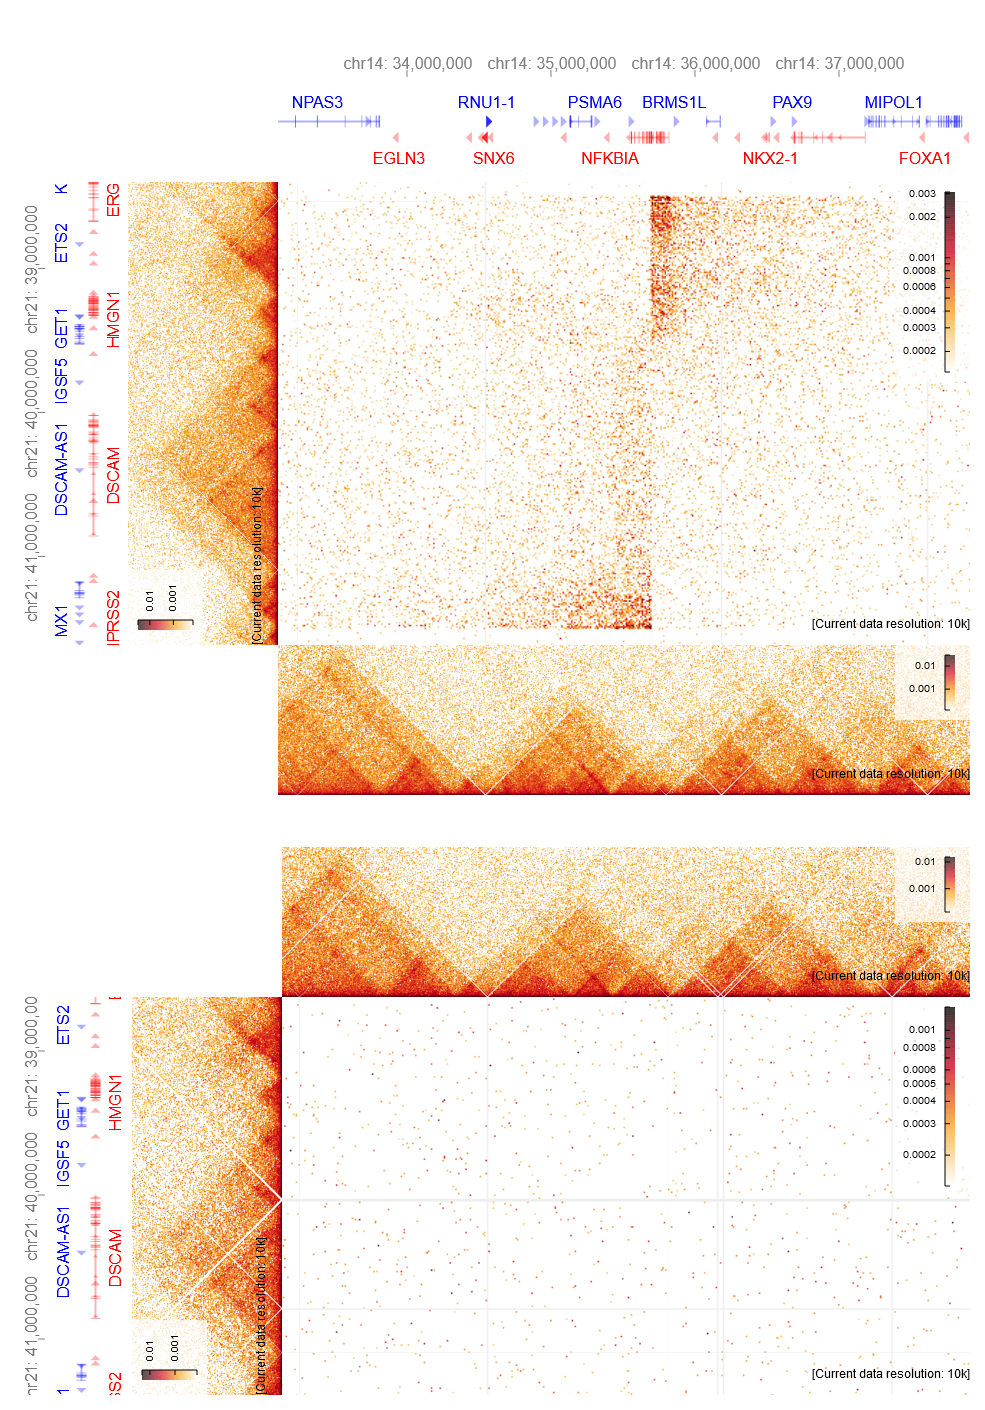 chr14: 34,000,000 chr14: 35,000,000 chr14: 36,000,000 chr14: 37,000,000
NPAS3 RNU1-1 PSMA6 BRMS1L PAX9 MIPOL1
EGLN3 SNX6 NFKBIA NKX2-1 FOXA1
chr21: 39,000,000
chr21: 40,000,000
chr21: 41,000,000
K
ETS2
GET1
IGSF5
DSCAM-AS1
MX1
ERG
HMGN1
DSCAM
IPRSS2
0.003
0.002
0.001
0.0008
0.0006
0.0004
0.0003
0.0002
[Current data resolution: 10k]
0.01
0.001
[Current data resolution: 10k]
0.01
0.001
[Current data resolution: 10k]
0.01
0.001
[Current data resolution: 10k]
chr21: 39,000,00
chr21: 40,000,000
nr21: 41,000,000
ETS2
GET1
IGSF5
DSCAM-AS1
1
HMGN1
DSCAM
SS2
0.001
0.0008
0.0006
0.0005
0.0004
0.0003
0.0002
[Current data resolution: 10k]
0.01
0.001
[Current data resolution: 10k]